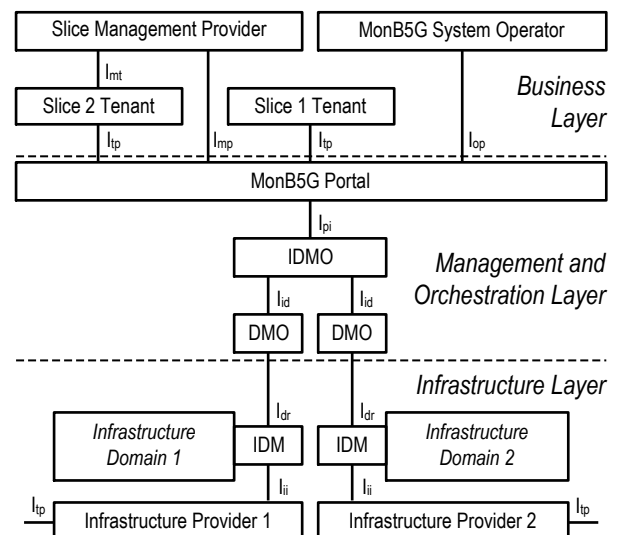 Slice Management Provider
MonB5G System Operator
Imt
Slice 2 Tenant
Slice 1 Tenant
Business
Layer
Itp
Imp
Itp
Iop
MonB5G Portal
Ipi
IDMO
Management and
Orchestration Layer
Iid
Iid
DMO
DMO
Infrastructure Layer
Idr
Idr
Infrastructure
Domain 1
IDM
IDM
Infrastructure
Domain 2
Iii
Iii
Itp
Infrastructure Provider 1
Infrastructure Provider 2
Itp